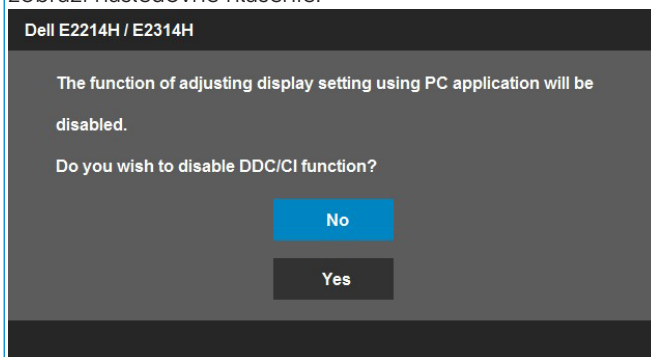 Dell E2214H / E2314H
The function of adjusting display setting using PC application will be
disabled.
Do you wish to disable DDC/CI function?
No
Yes